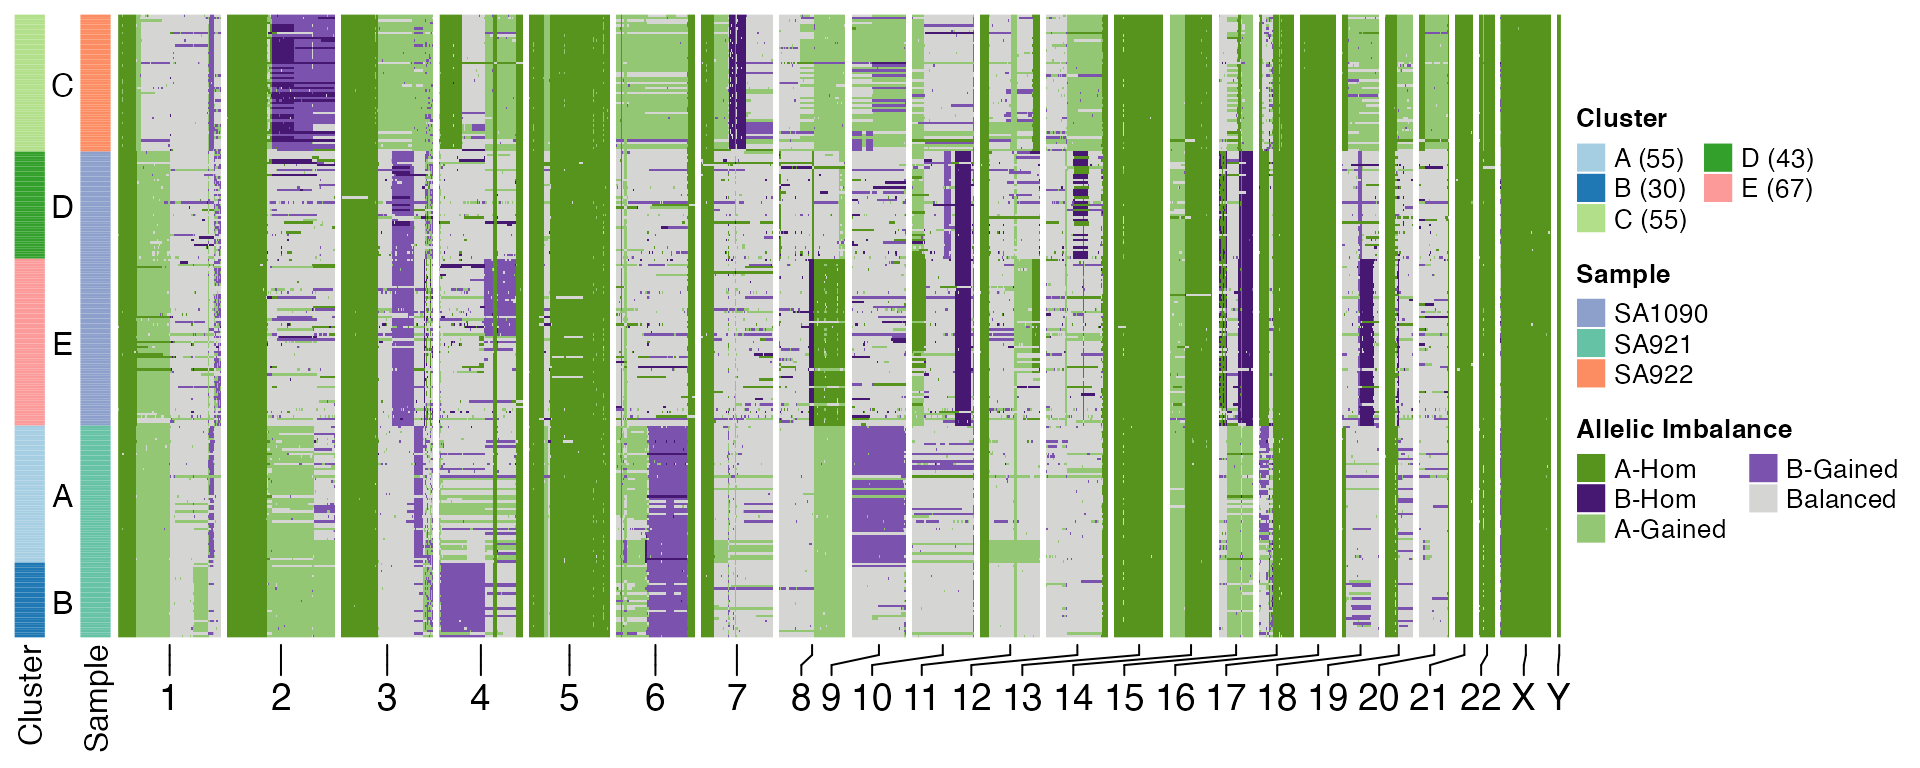 C
D
E
A
B
Cluster
Sample
1 2 3 4 5 6 7 8 9 10 11 12 13 14 15 16 17 18 19 20 21 22 X Y
Cluster
A (55) D (43)
B (30) E (67)
C (55)
Sample
SA1090
SA921
SA922
Allelic Imbalance
A-Hom B-Gained
B-Hom Balanced
A-Gained